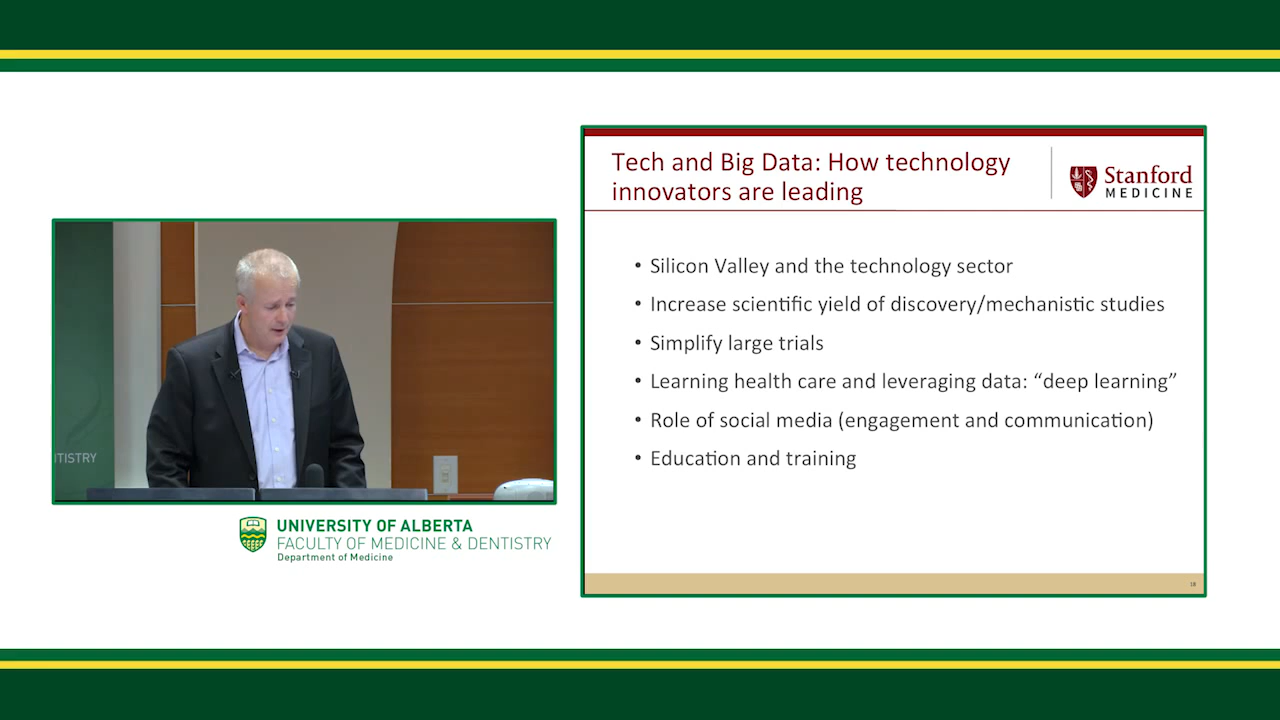 Tech and Big Data: How technology
innovators are leading
Stanford
MEDICINE
• Silicon Valley and the technology sector
• Increase scientific yield of discovery/mechanistic studies
• Simplify large trials
• Learning health care and leveraging data: “deep learning”
• Role of social media (engagement and communication)
• Education and training
18
NTISTRY
UNIVERSITY OF ALBERTA
FACULTY OF MEDICINE & DENTISTRY
Department of Medicine